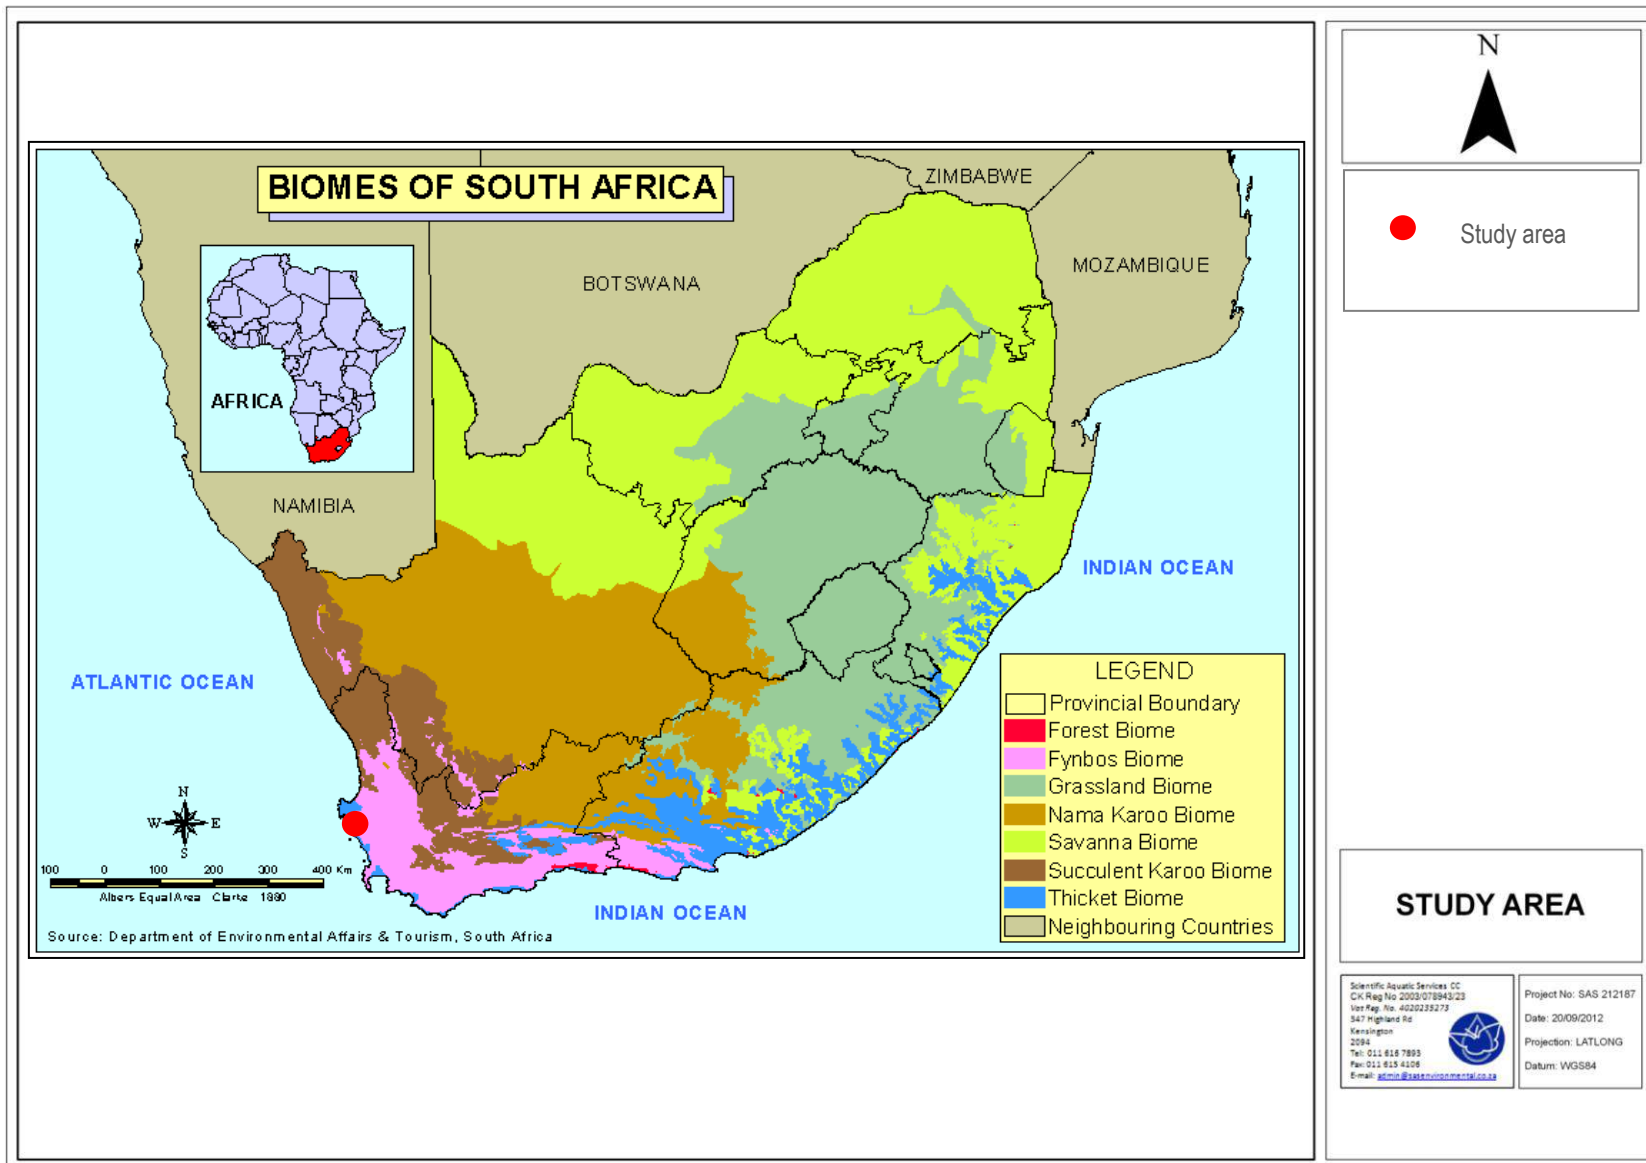 BIOMES OF SOUTH AFRICA
ZIMBABWE
MOZAMBIQUE
BOTSWANA
AFRICA
NAMIBIA
INDIAN OCEAN
ATLANTIC OCEAN
INDIAN OCEAN
N
W E
S
100 0 100 200 300 400 Km
Albers Equal Area Clarke 1880
Source: Department of Environmental Affairs & Tourism, South Africa
LEGEND
Provincial Boundary
Forest Biome
Fynbos Biome
Grassland Biome
Nama Karoo Biome
Savanna Biome
Succulent Karoo Biome
Thicket Biome
Neighbouring Countries
N
Study area
STUDY AREA
Scientific Aquatic Services CC
CK Reg No 2003/078943/23
Vat Reg. No. 4020235273
347 Highland Rd
Kensington
2094
Tel: 011 616 7893
Fax: 011 615 4106
E-mail: admin@sasenvironmental.co.za
Project No: SAS 212187
Date: 20/09/2012
Projection: LATLONG
Datum: WGS84